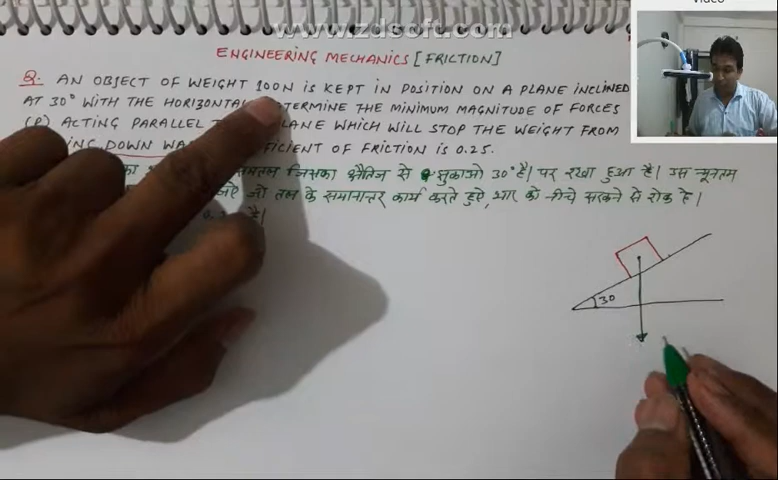 Video
www.zdsoft.com
ENGINEERING MECHANICS [FRICTION]
Q. AN OBJECT OF WEIGHT 100N IS KEPT IN POSITION ON A PLANE INCLINED
AT 30° WITH THE HORIZONTAL TERMINE THE MINIMUM MAGNITUDE OF FORCES
(P) ACTING PARALLEL PLANE WHICH WILL STOP THE WEIGHT FROM
DOWN OF FRICTION IS 0.25.
जिसका क्षैतिज से झुकाओ 30° है। पर रखा हुआ है। उस न्यूनतम
जो तल के समानान्तर कार्य करते हुऐ, भार को नीचे सरकने से रोक दे।
है।
30